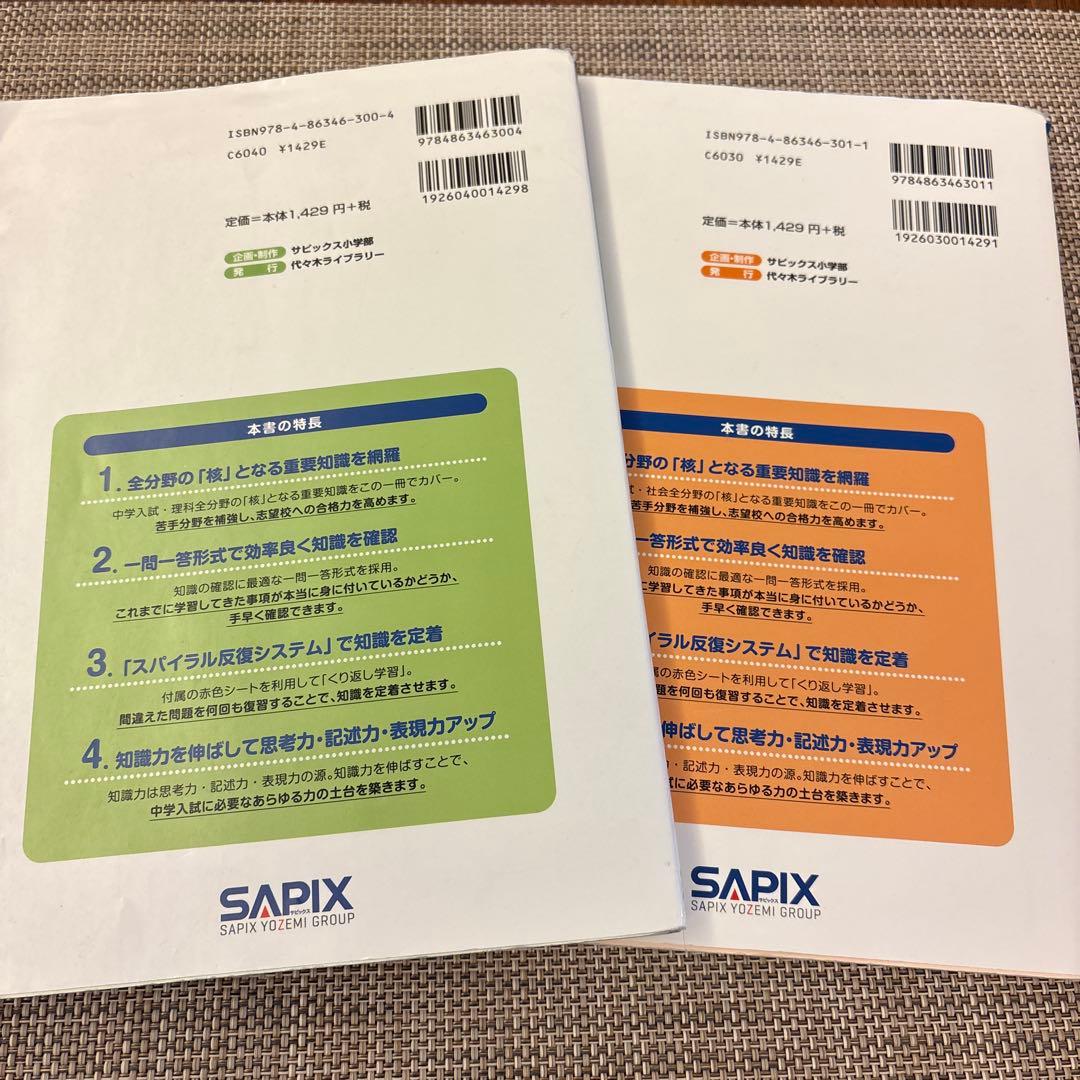 ISBN978-4-86346-300-4
C6040 ¥1429E
9784863463004
1926040014298
定価=本体1,429円+税
企画・制作 サピックス小学部
発 行 代々木ライブラリー
本書の特長
1. 全分野の「核」となる重要知識を網羅
中学入試・理科全分野の「核」となる重要知識をこの一冊でカバー。
苦手分野を補強し、志望校への合格力を高めます。
2. 一問一答形式で効率良く知識を確認
知識の確認に最適な一問一答形式を採用。
これまでに学習してきた事項が本当に身に付いているかどうか、
手早く確認できます。
3. 「スパイラル反復システム」で知識を定着
付属の赤色シートを利用して「くり返し学習」。
間違えた問題を何回も復習することで、知識を定着させます。
4. 知識力を伸ばして思考力・記述力・表現力アップ
知識力は思考力・記述力・表現力の源。知識力を伸ばすことで、
中学入試に必要なあらゆる力の土台を築きます。
SAPIX
サピックス
SAPIX YOZEMI GROUP
ISBN978-4-86346-301-1
C6030 ¥1429E
9784863463011
1926030014291
定価=本体1,429円+税
企画・制作 サピックス小学部
発 行 代々木ライブラリー
本書の特長
分野の「核」となる重要知識を網羅
式・社会全分野の「核」となる重要知識をこの一冊でカバー。
苦手分野を補強し、志望校への合格力を高めます。
一答形式で効率良く知識を確認
知識の確認に最適な一問一答形式を採用。
に学習してきた事項が本当に身に付いているかどうか、
手早く確認できます。
イラル反復システム」で知識を定着
属の赤色シートを利用して「くり返し学習」。
題を何回も復習することで、知識を定着させます。
伸ばして思考力・記述力・表現力アップ
力・記述力・表現力の源。知識力を伸ばすことで、
式に必要なあらゆる力の土台を築きます。
SAPIX
サピックス
SAPIX YOZEMI GROUP